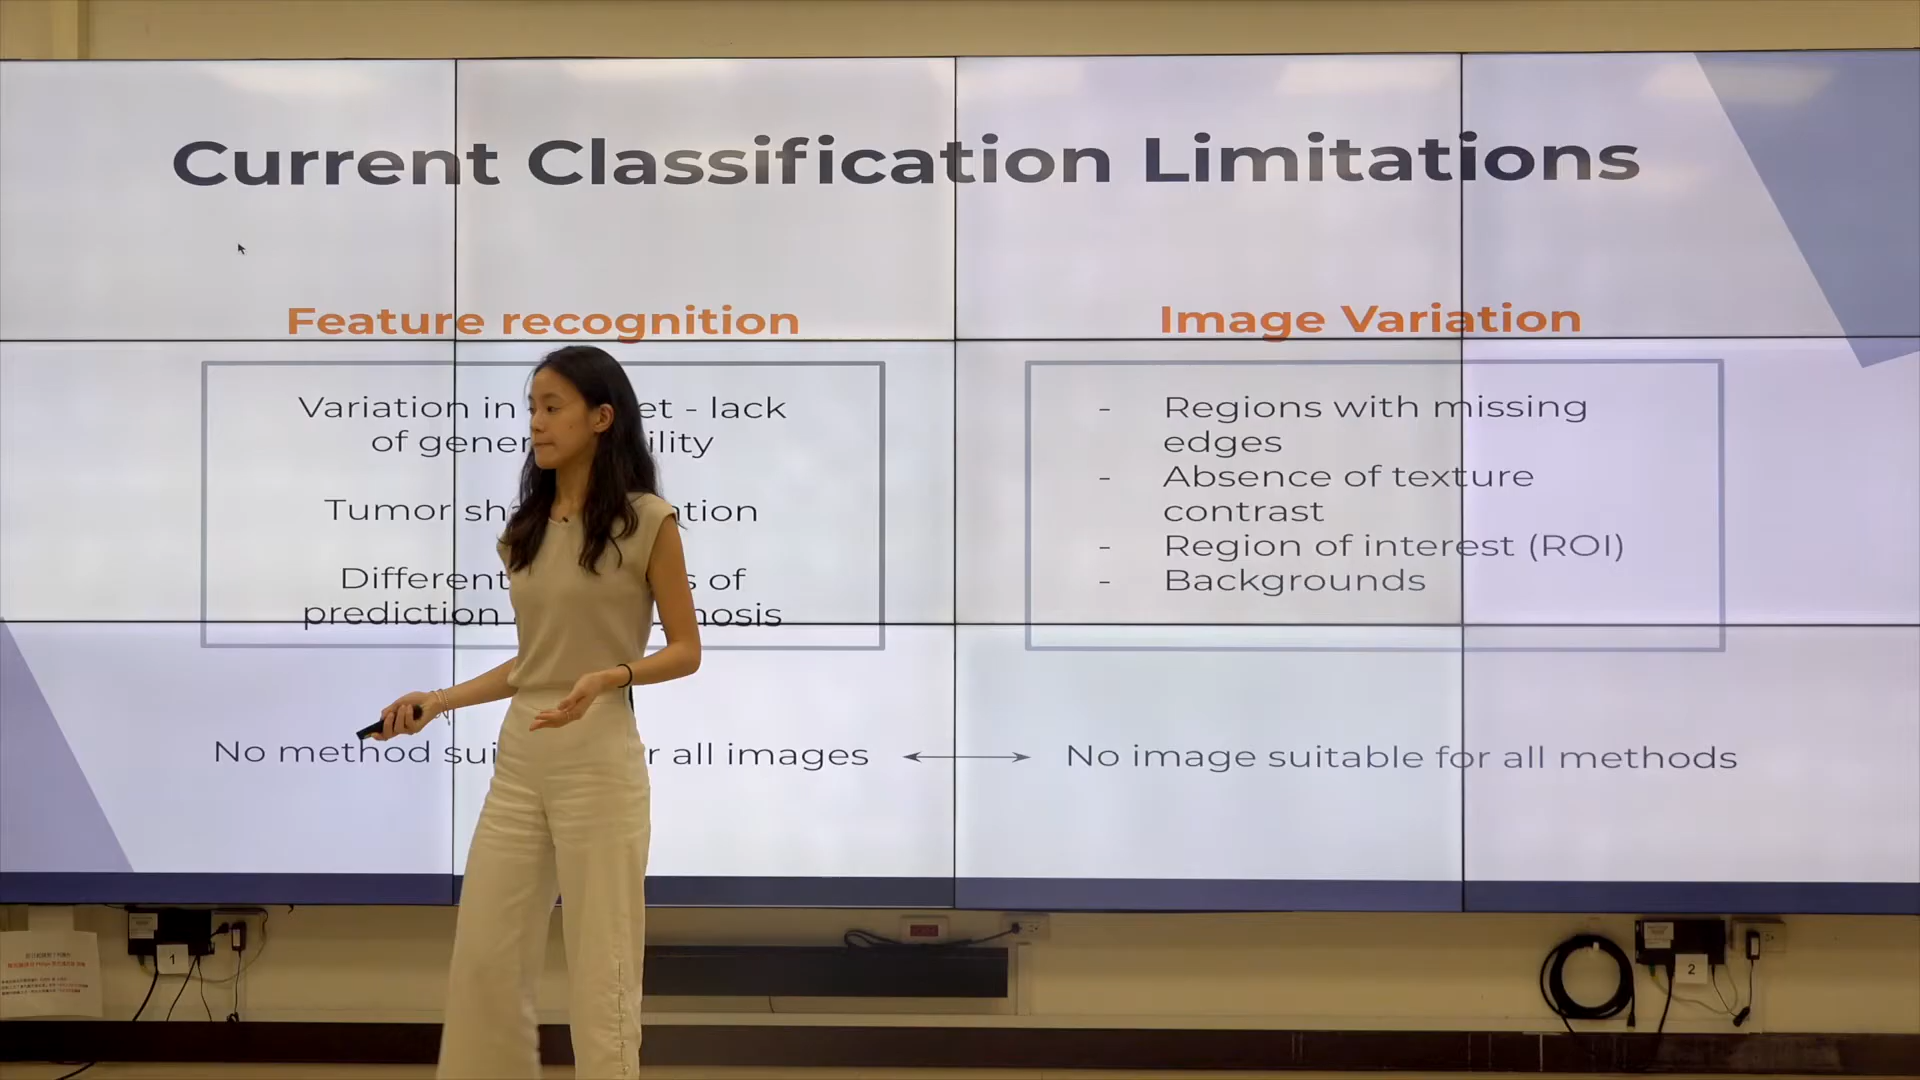 Current Classification Limitations
Feature recognition
Image Variation
Variation in et - lack
of gener ility
Tumor sh ation
Different s of
prediction nosis
- Regions with missing
edges
- Absence of texture
contrast
- Region of interest (ROI)
- Backgrounds
No method sui r all images
No image suitable for all methods
1
2